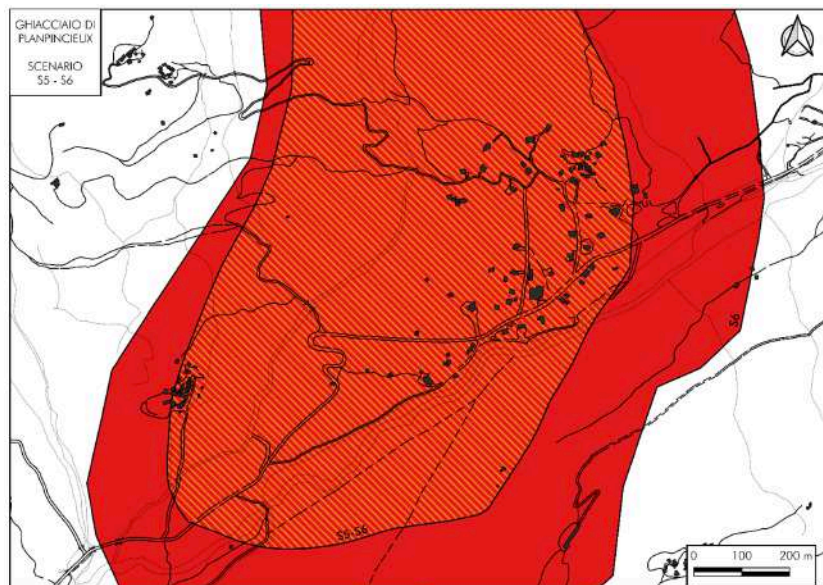 GHIACCIAIO DI
PLANPINCIEUX
SCENARIO
S5 - S6
S6
S5-S6
0 100 200 m